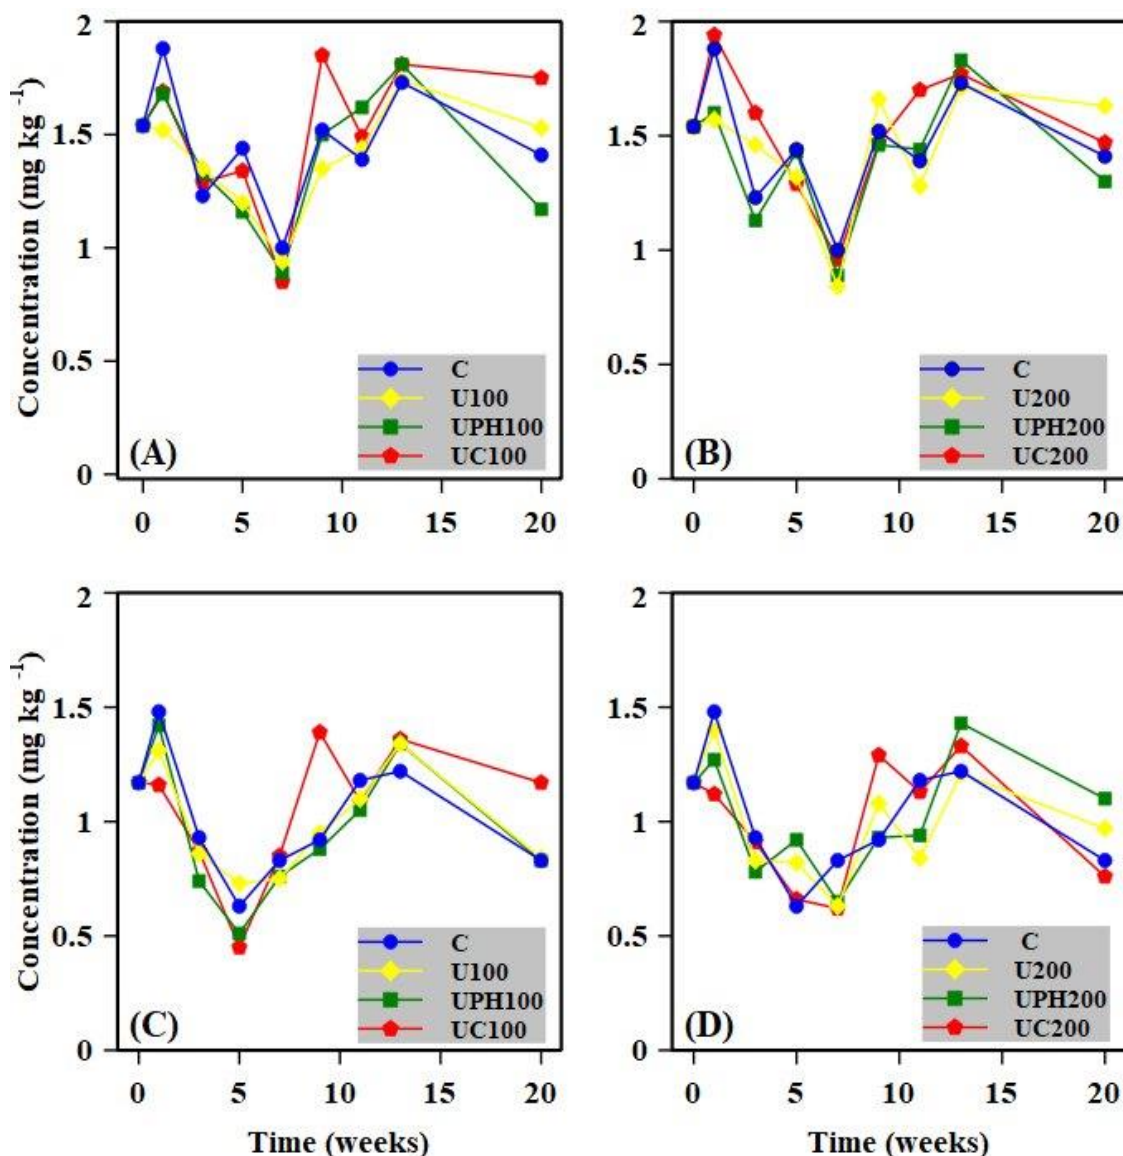 2
1.5
1
0.5
0
Concentration (mg kg -1)
C
U100
UPH100
UC100
(A)
0 5 10 15 20
2
1.5
1
0.5
0
C
U200
UPH200
UC200
(B)
0 5 10 15 20
2
1.5
1
0.5
0
Concentration (mg kg -1)
C
U100
UPH100
UC100
(C)
0 5 10 15 20
Time (weeks)
2
1.5
1
0.5
0
C
U200
UPH200
UC200
(D)
0 5 10 15 20
Time (weeks)